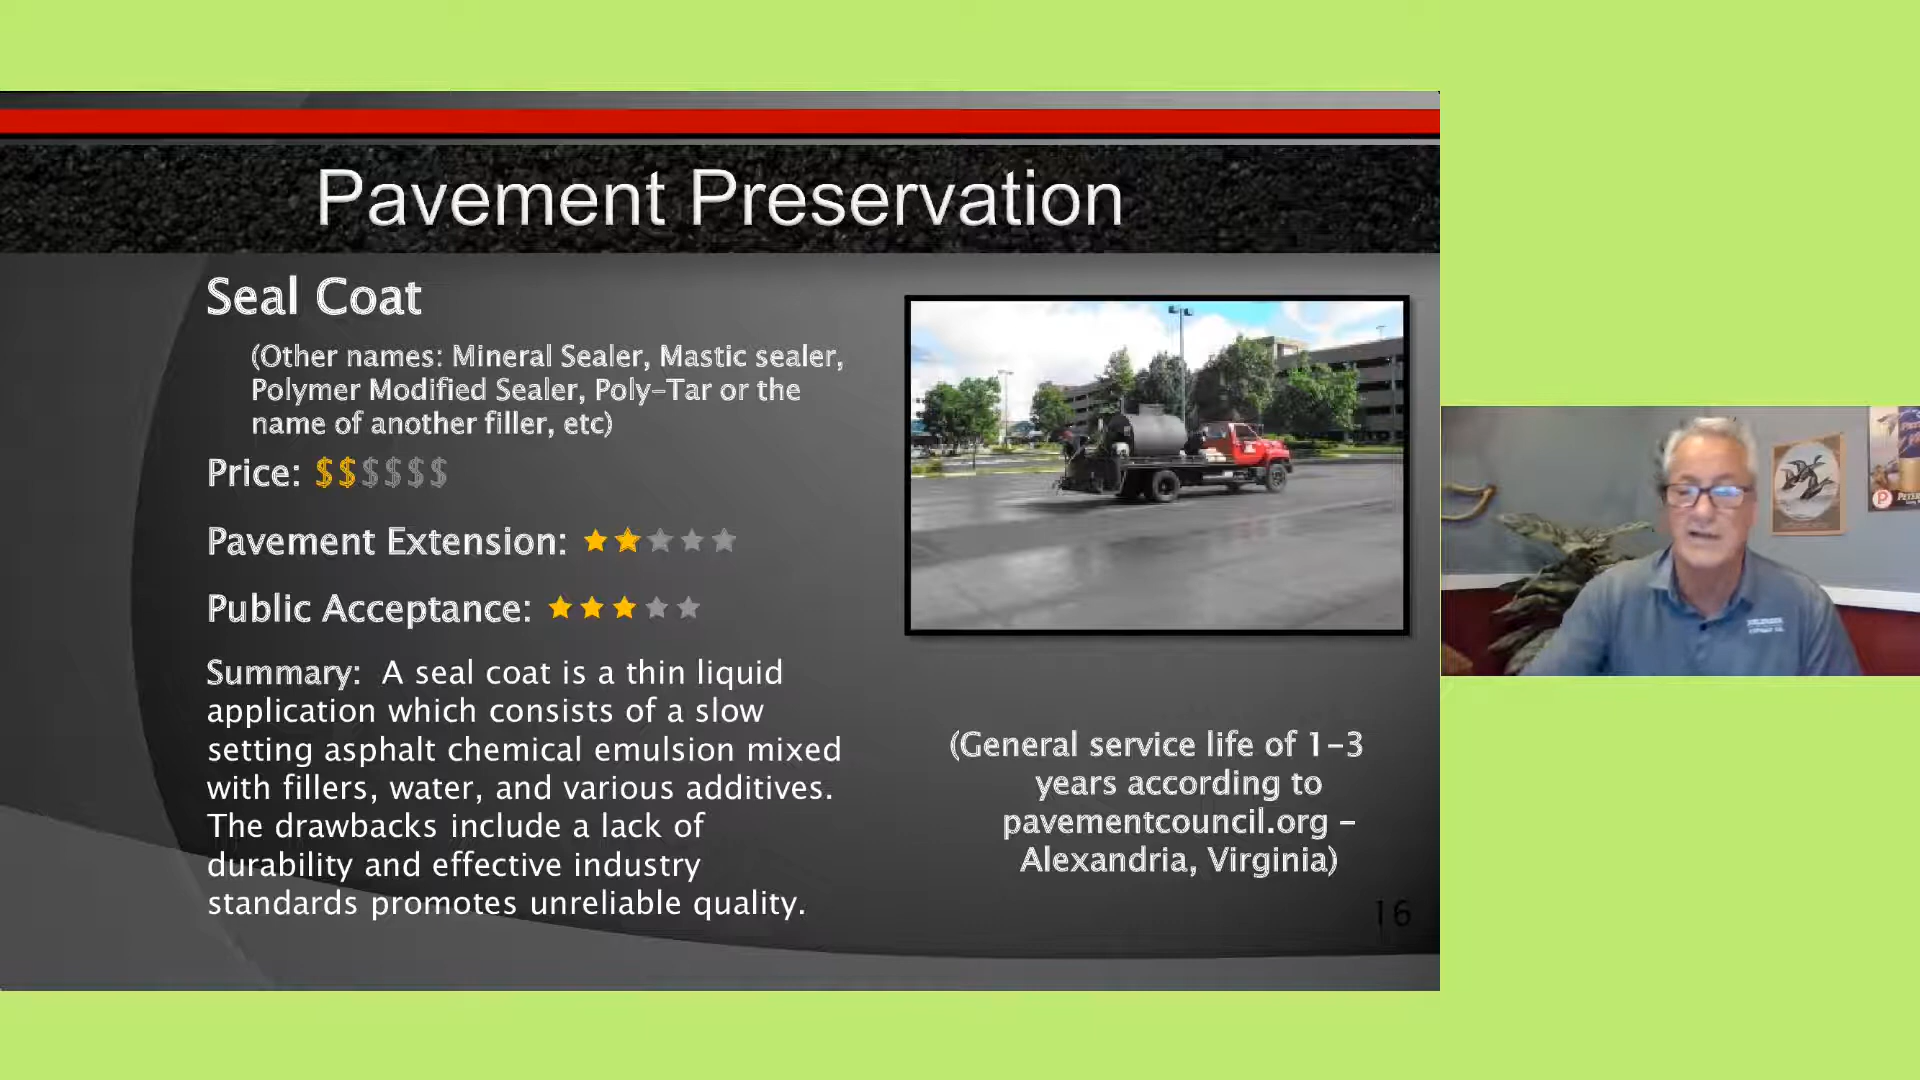 Pavement Preservation
Seal Coat
(Other names: Mineral Sealer, Mastic sealer,
Polymer Modified Sealer, Poly-Tar or the
name of another filler, etc)
Price: $$$$$$
Pavement Extension:
Public Acceptance:
Summary: A seal coat is a thin liquid
application which consists of a slow
setting asphalt chemical emulsion mixed
with fillers, water, and various additives.
The drawbacks include a lack of
durability and effective industry
standards promotes unreliable quality.
(General service life of 1-3
years according to
pavementcouncil.org -
Alexandria, Virginia)
16